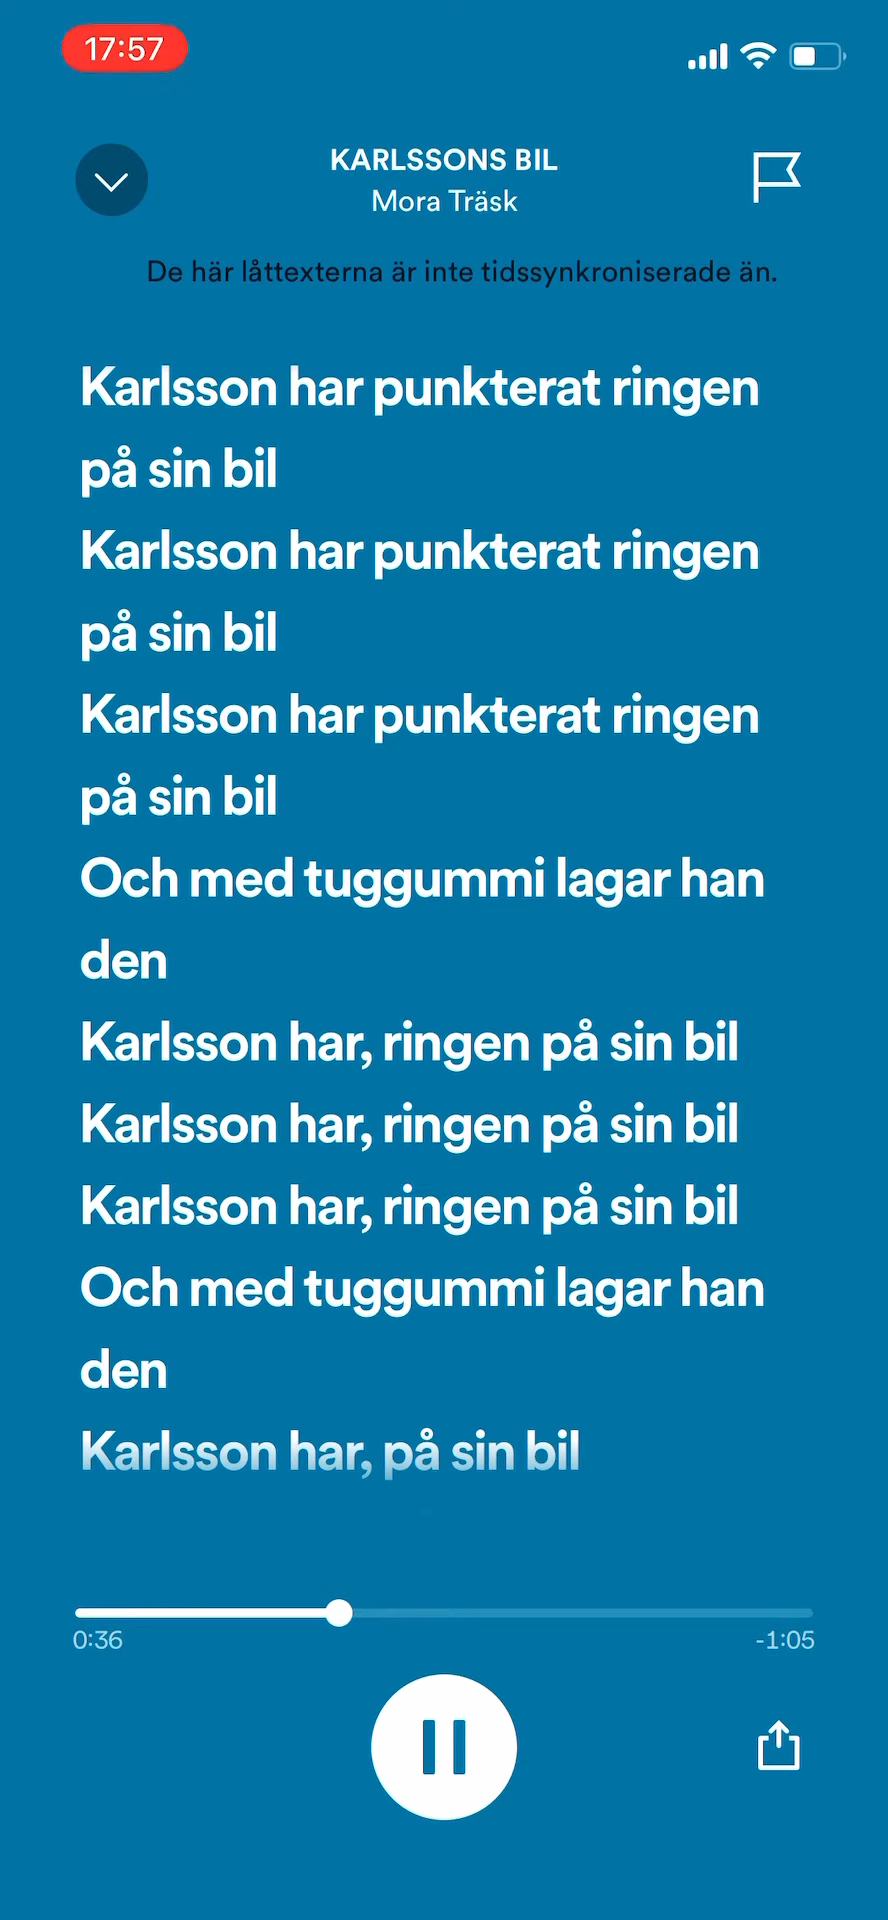 17:57
KARLSSONS BIL
Mora Träsk
De här låttexterna är inte tidssynkroniserade än.
Karlsson har punkterat ringen
på sin bil
Karlsson har punkterat ringen
på sin bil
Karlsson har punkterat ringen
på sin bil
Och med tuggummi lagar han
den
Karlsson har, ringen på sin bil
Karlsson har, ringen på sin bil
Karlsson har, ringen på sin bil
Och med tuggummi lagar han
den
Karlsson har, på sin bil
0:36
-1:05